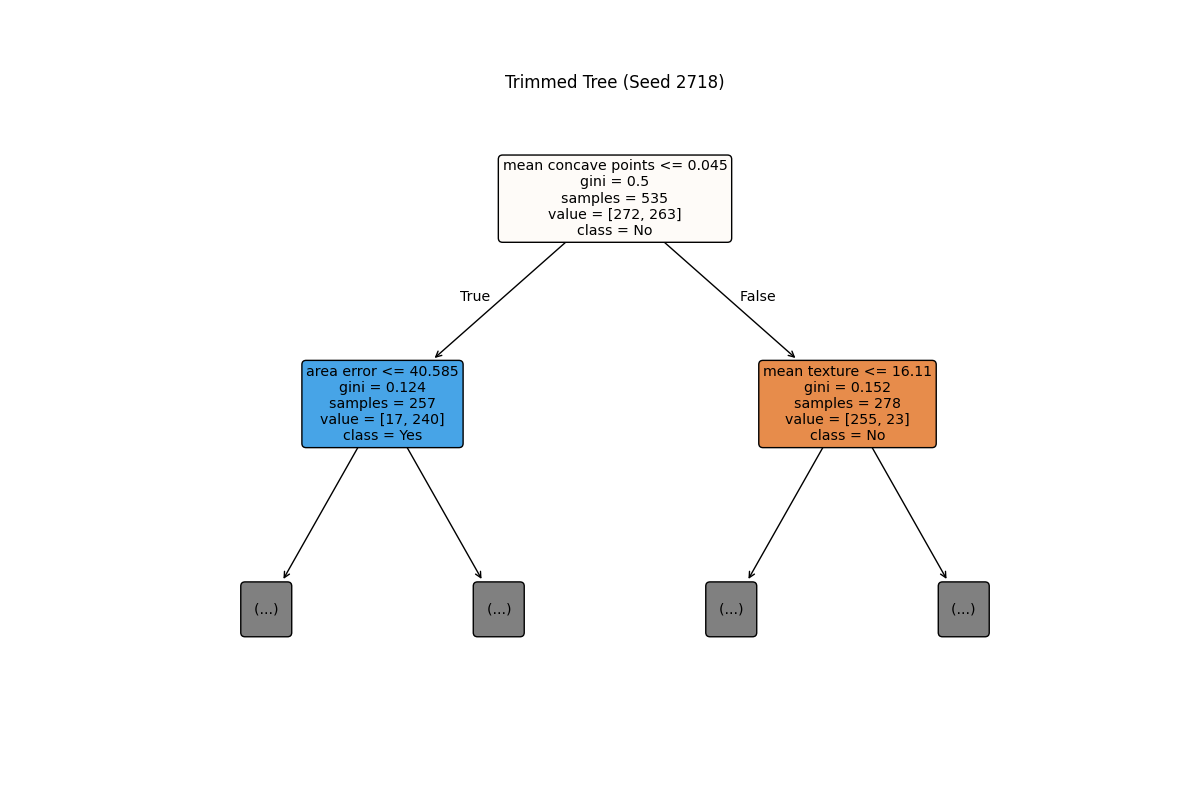 Trimmed Tree (Seed 2718)
mean concave points <= 0.045
gini = 0.5
samples = 535
value = [272, 263]
class = No
True
False
area error <= 40.585
gini = 0.124
samples = 257
value = [17, 240]
class = Yes
mean texture <= 16.11
gini = 0.152
samples = 278
value = [255, 23]
class = No
(...)
(...)
(...)
(...)